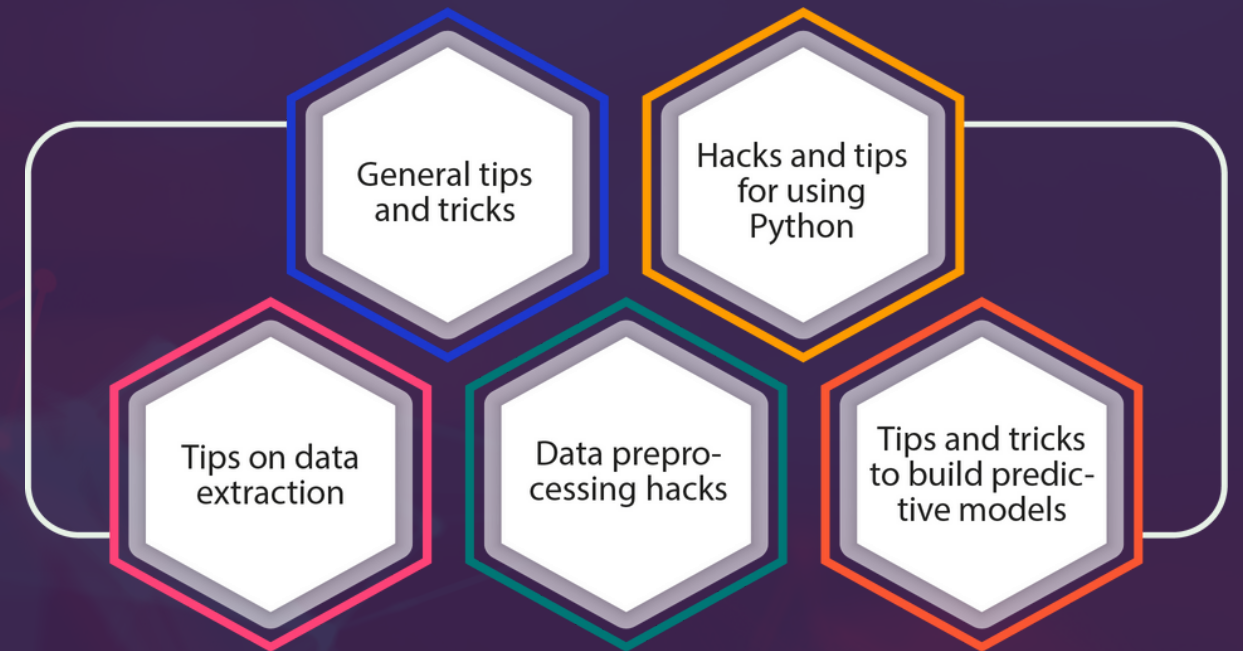 General tips
and tricks
Hacks and tips
for using
Python
Tips on data
extraction
Data prepro-
cessing hacks
Tips and tricks
to build predic-
tive models